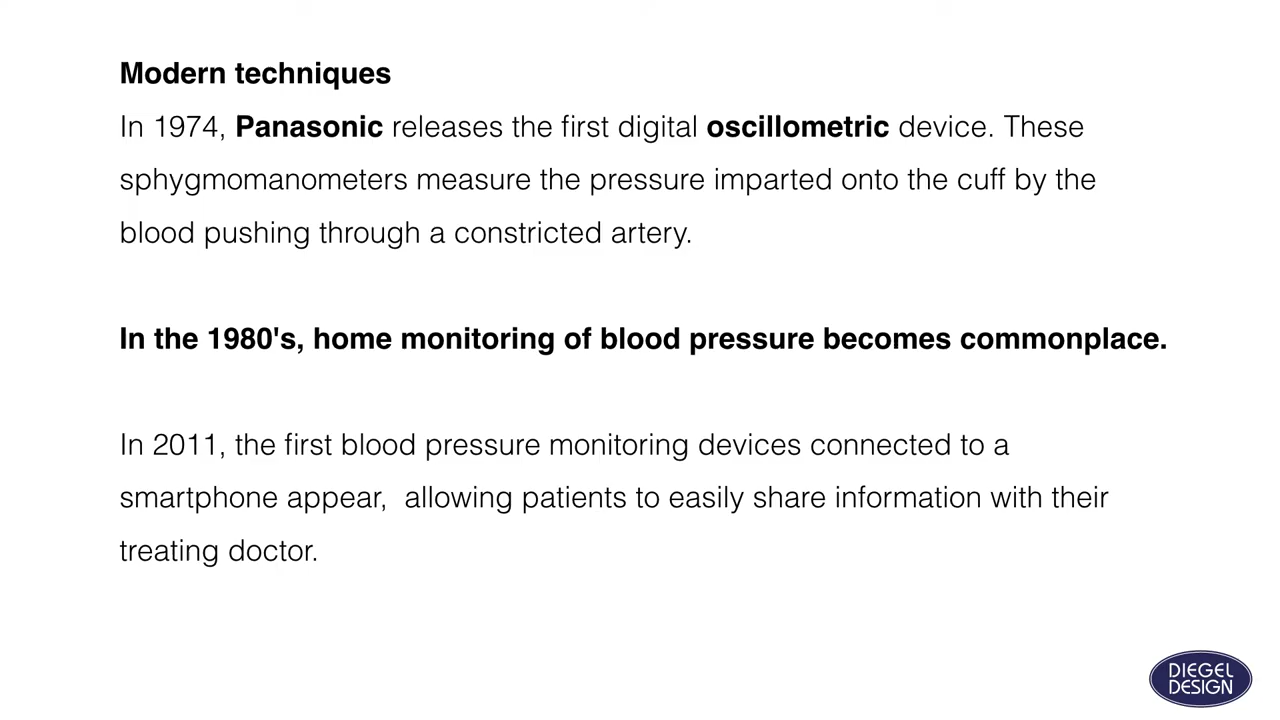 Modern techniques
In 1974, Panasonic releases the first digital oscillometric device. These
sphygmomanometers measure the pressure imparted onto the cuff by the
blood pushing through a constricted artery.
In the 1980's, home monitoring of blood pressure becomes commonplace.
In 2011, the first blood pressure monitoring devices connected to a
smartphone appear,  allowing patients to easily share information with their
treating doctor.
DIEGEL
DESIGN